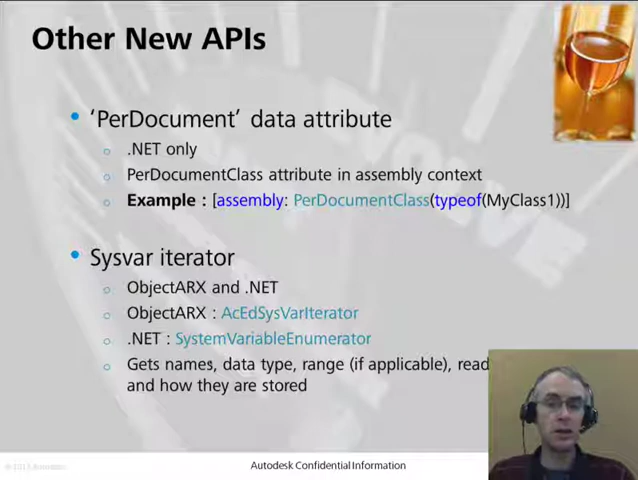 Other New APIs
• 'PerDocument' data attribute
○ .NET only
○ PerDocumentClass attribute in assembly context
○ Example : [assembly: PerDocumentClass(typeof(MyClass1))]
• Sysvar iterator
○ ObjectARX and .NET
○ ObjectARX : AcEdSysVarIterator
○ .NET : SystemVariableEnumerator
○ Gets names, data type, range (if applicable), read
and how they are stored
Autodesk Confidential Information